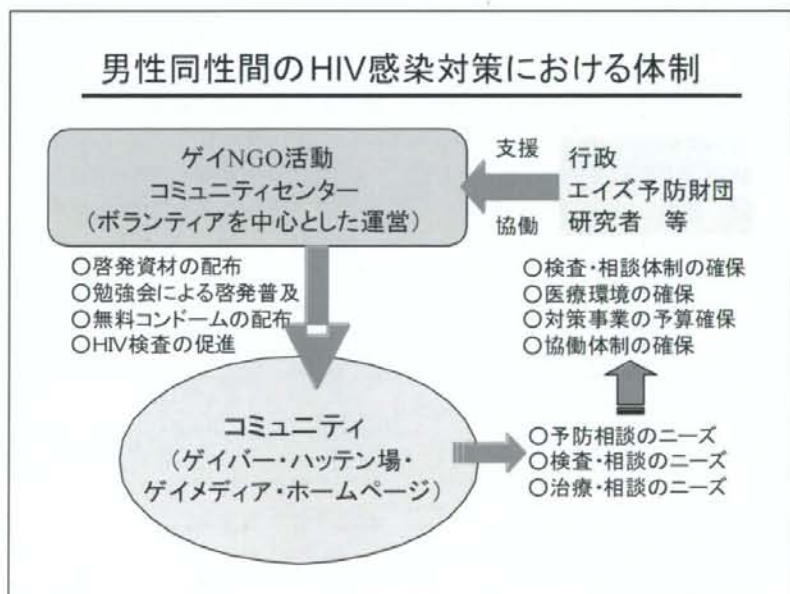 男性同性間のHIV感染対策における体制
ゲイNGO活動
コミュニティセンター
(ボランティアを中心とした運営)
支援
協働
行政
エイズ予防財団
研究者 等
○啓発資材の配布
○勉強会による啓発普及
○無料コンドームの配布
○HIV検査の促進
○検査・相談体制の確保
○医療環境の確保
○対策事業の予算確保
○協働体制の確保
コミュニティ
(ゲイバー・ハッテン場・
ゲイメディア・ホームページ)
○予防相談のニーズ
○検査・相談のニーズ
○治療・相談のニーズ